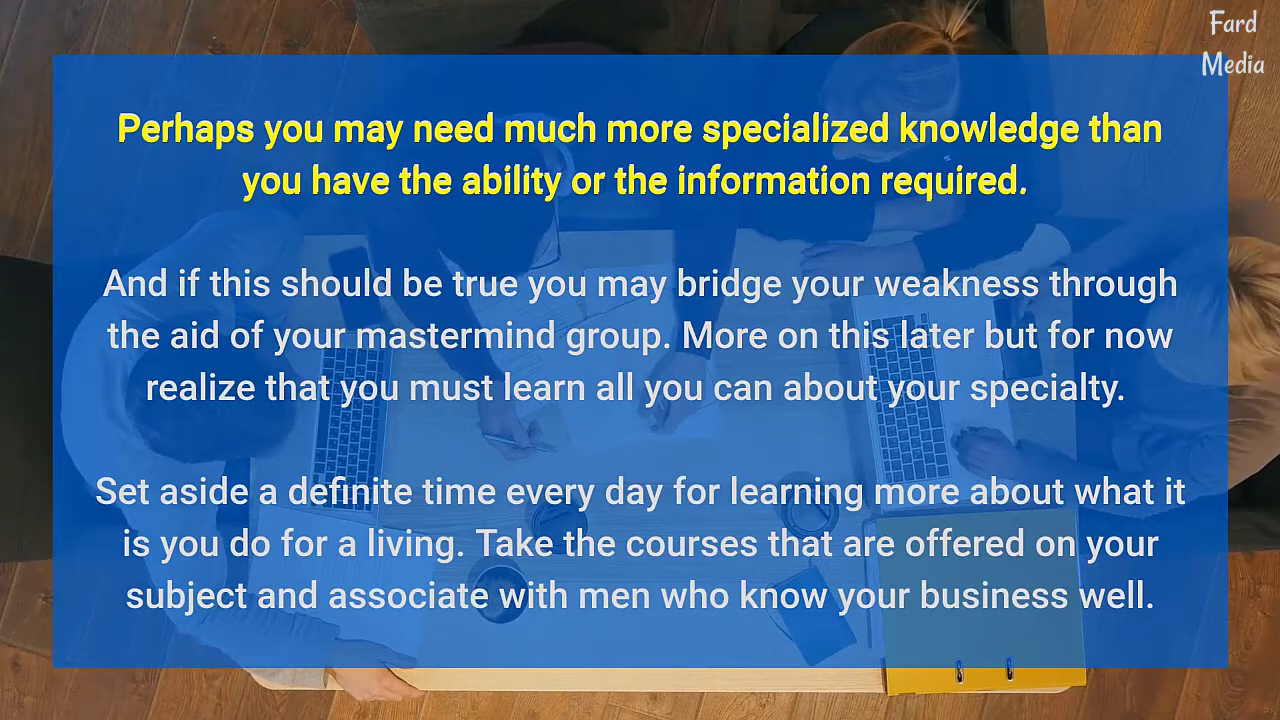 Fard
Media
Perhaps you may need much more specialized knowledge than
you have the ability or the information required.
And if this should be true you may bridge your weakness through
the aid of your mastermind group. More on this later but for now
realize that you must learn all you can about your specialty.
Set aside a definite time every day for learning more about what it
is you do for a living. Take the courses that are offered on your
subject and associate with men who know your business well.